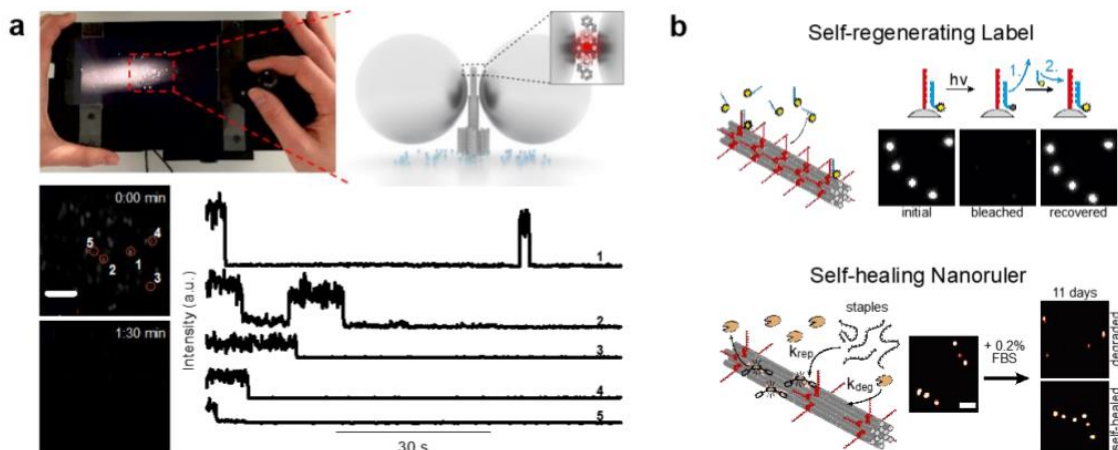 a
0:00 min
5
4
2
1
3
1:30 min
Intensity (a.u.)
1
2
3
4
5
30 s
b
Self-regenerating Label
hν
1.
2.
initial
bleached
recovered
Self-healing Nanoruler
staples
k_rep
k_deg
+ 0.2%
FBS
11 days
degraded
self-healed